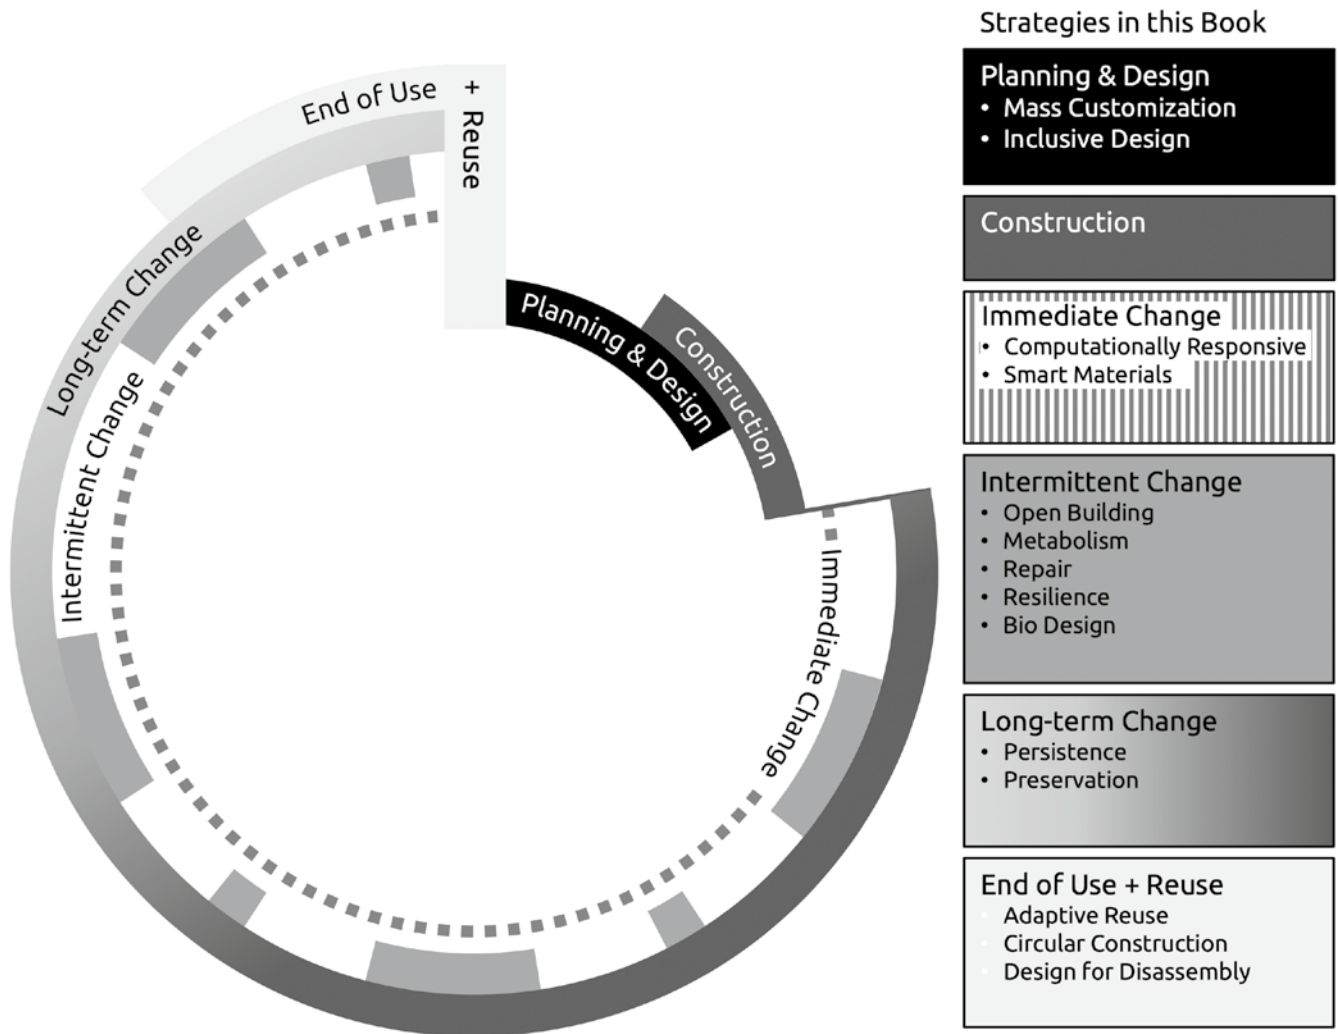 End of Use
+ Reuse
Planning & Design
Construction
Immediate Change
Intermittent Change
Long-term Change
Strategies in this Book
Planning & Design
• Mass Customization
• Inclusive Design
Construction
Immediate Change
• Computationally Responsive
• Smart Materials
Intermittent Change
• Open Building
• Metabolism
• Repair
• Resilience
• Bio Design
Long-term Change
• Persistence
• Preservation
End of Use + Reuse
• Adaptive Reuse
• Circular Construction
• Design for Disassembly